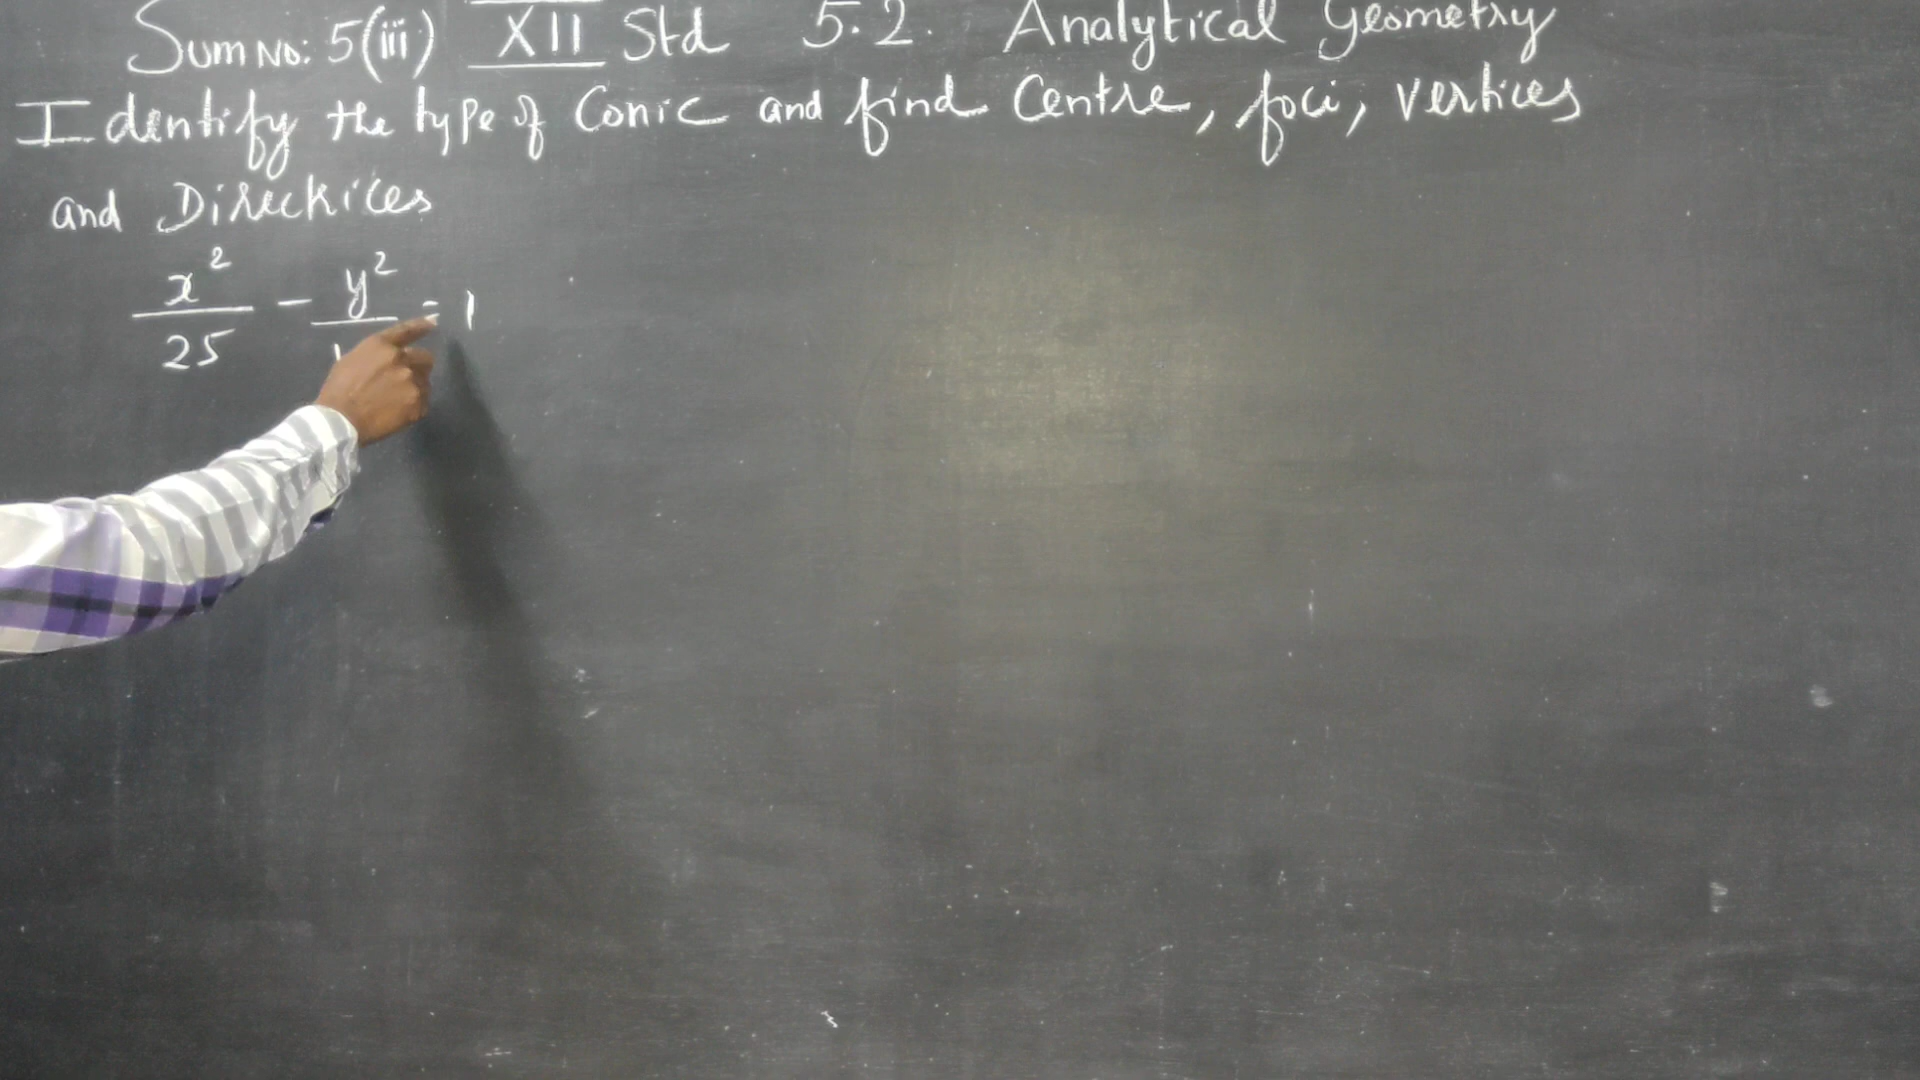 Sum No: 5(iii) XII Std 5.2. Analytical Geometry
Identify the type of Conic and find Centre, foci, vertices
and Directrices
x²/25 - y²/ = 1